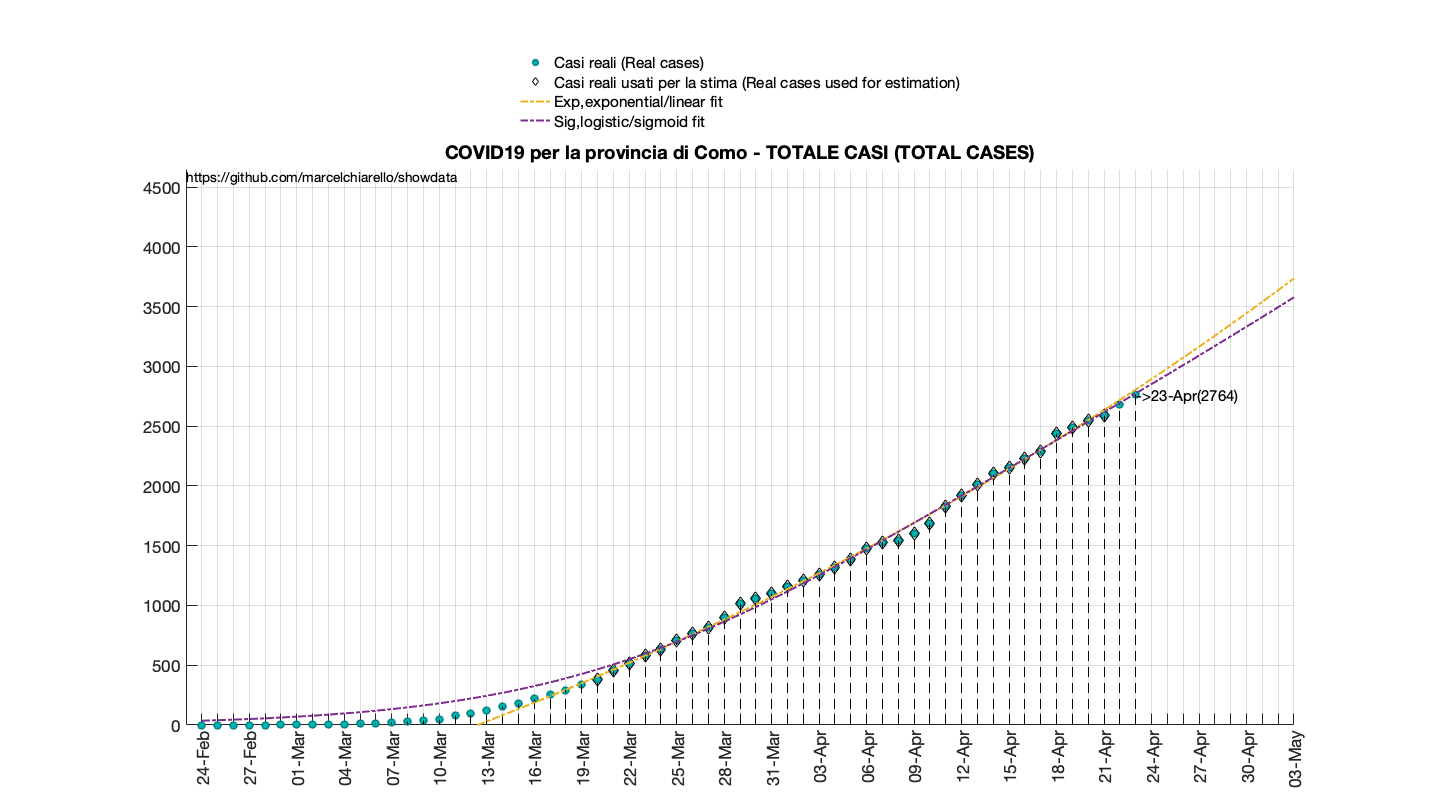 Casi reali (Real cases)
Casi reali usati per la stima (Real cases used for estimation)
Exp,exponential/linear fit
Sig,logistic/sigmoid fit
COVID19 per la provincia di Como - TOTALE CASI (TOTAL CASES)
https://github.com/marcelchiarello/showdata
4500
4000
3500
3000
2500
2000
1500
1000
500
0
->23-Apr(2764)
24-Feb
27-Feb
01-Mar
04-Mar
07-Mar
10-Mar
13-Mar
16-Mar
19-Mar
22-Mar
25-Mar
28-Mar
31-Mar
03-Apr
06-Apr
09-Apr
12-Apr
15-Apr
18-Apr
21-Apr
24-Apr
27-Apr
30-Apr
03-May